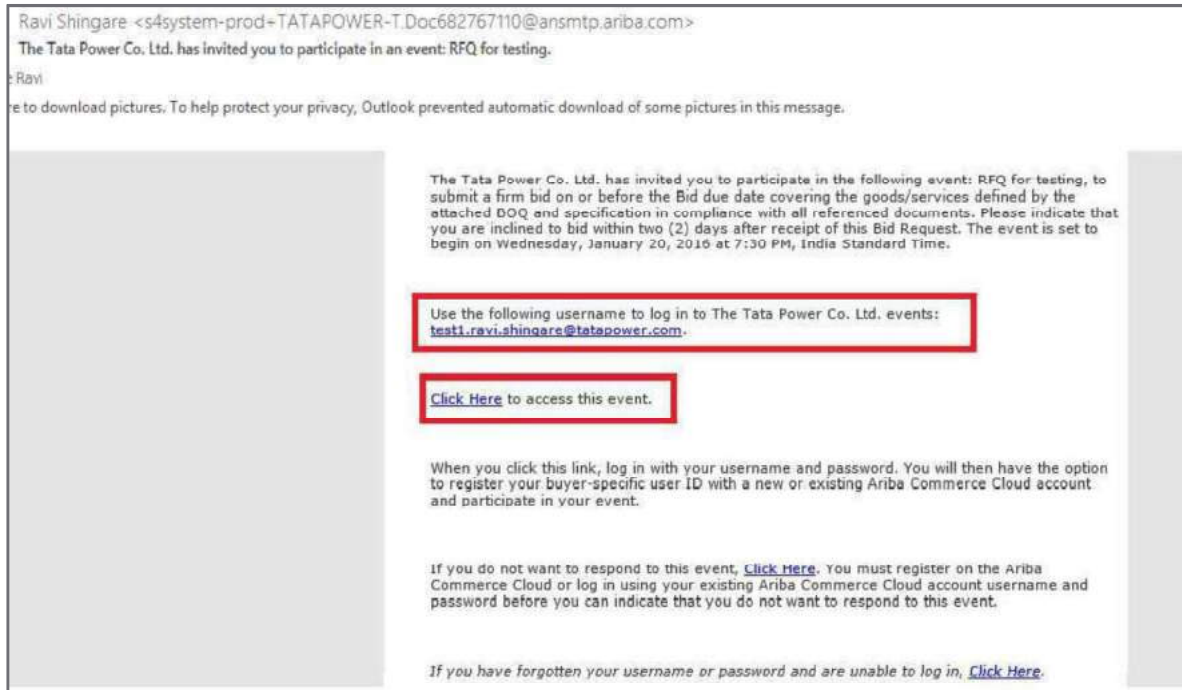 Ravi Shingare <s4system-prod+TATAPOWER-T.Doc682767110@ansmtp.ariba.com>
The Tata Power Co. Ltd. has invited you to participate in an event: RFQ for testing.
Ravi
re to download pictures. To help protect your privacy, Outlook prevented automatic download of some pictures in this message.
The Tata Power Co. Ltd. has invited you to participate in the following event: RFQ for testing, to
submit a firm bid on or before the Bid due date covering the goods/services defined by the
attached BOQ and specification in compliance with all referenced documents. Please indicate that
you are inclined to bid within two (2) days after receipt of this Bid Request. The event is set to
begin on Wednesday, January 20, 2016 at 7:30 PM, India Standard Time.
Use the following username to log in to The Tata Power Co. Ltd. events:
test1.ravi.shingare@tatapower.com.
Click Here to access this event.
When you click this link, log in with your username and password. You will then have the option
to register your buyer-specific user ID with a new or existing Ariba Commerce Cloud account
and participate in your event.
If you do not want to respond to this event, Click Here. You must register on the Ariba
Commerce Cloud or log in using your existing Ariba Commerce Cloud account username and
password before you can indicate that you do not want to respond to this event.
If you have forgotten your username or password and are unable to log in, Click Here.